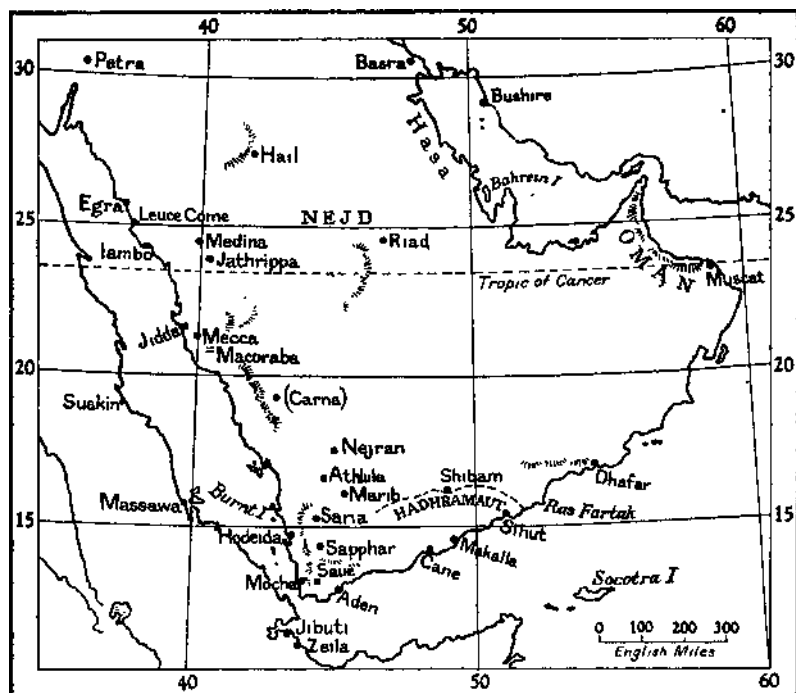 40
50
60
30
Petra
Basra
30
Bushire
Hasa
Hail
Bahrein I
Egra
Leuce Come
25
NEJD
25
Iambo
Medina
Riad
OMAN
Jathrippa
Tropic of Cancer
Muscat
Jidda
Mecca
= Macoraba
20
20
(Carna)
Suakin
Nejran
Athlula
Shibam
Dhafar
Marib
Massawa
Burnt I
HADHRAMAUT
Ras Fartak
15
Sana
Sihut
15
Hodeida
Sapphar
Makalla
Cane
Saue
Mocha
Aden
Socotra I
Jibuti
Zeila
0 100 200 300
English Miles
40
50
60